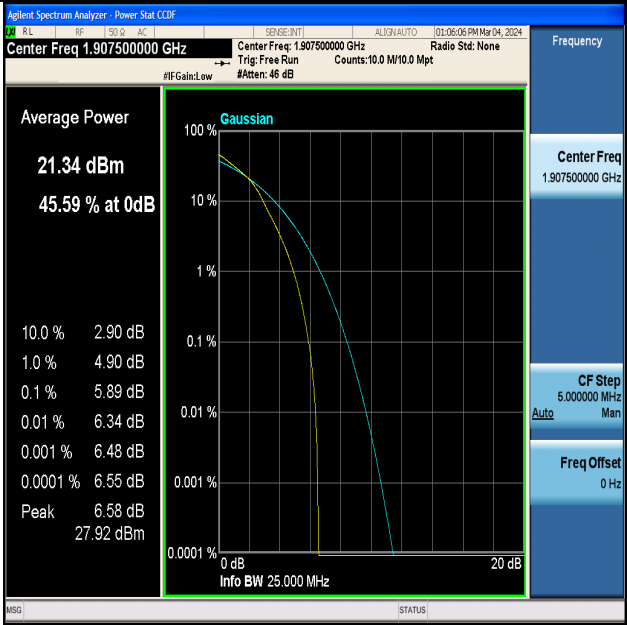 Agilent Spectrum Analyzer - Power Stat CCDF
LXI RL RF 50 Ω AC SENSE:INT ALIGN AUTO 01:06:06 PM Mar 04, 2024
Center Freq 1.907500000 GHz
Center Freq: 1.907500000 GHz Radio Std: None
Trig: Free Run Counts:10.0 M/10.0 Mpt
#IFGain:Low #Atten: 46 dB
Frequency
Average Power
21.34 dBm
45.59 % at 0dB
10.0 % 2.90 dB
1.0 % 4.90 dB
0.1 % 5.89 dB
0.01 % 6.34 dB
0.001 % 6.48 dB
0.0001 % 6.55 dB
Peak 6.58 dB
27.92 dBm
Gaussian
100 %
10 %
1 %
0.1 %
0.01 %
0.001 %
0.0001 %
0 dB 20 dB
Info BW 25.000 MHz
Center Freq
1.907500000 GHz
CF Step
5.000000 MHz
Auto Man
Freq Offset
0 Hz
MSG STATUS